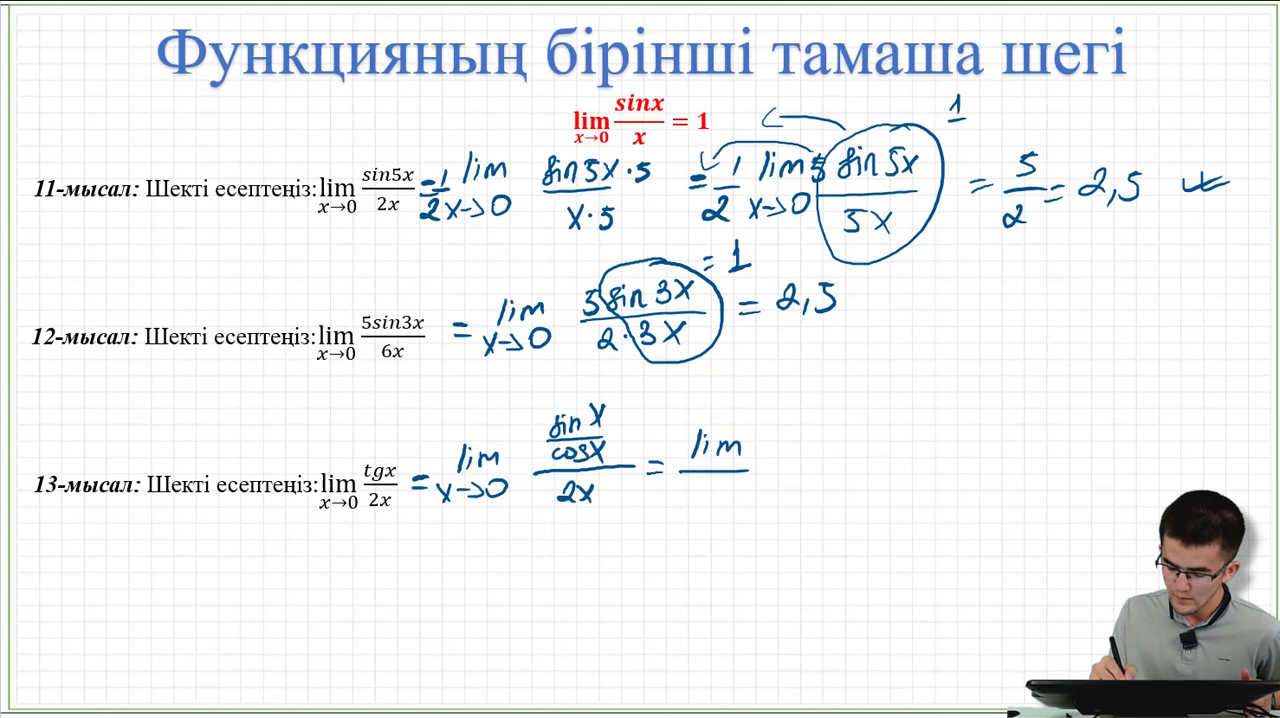 Функцияның бірінші тамаша шегі
lim x→0 sinx/x = 1
11-мысал: Шекті есептеңіз: lim x→0 sin5x/2x = 1/2 lim x→0 sin5x·5/x·5 = 1/2 lim x→0 5 sin5x/5x = 5/2 = 2,5
1
= 1
12-мысал: Шекті есептеңіз: lim x→0 5sin3x/6x = lim x→0 5sin3x/2·3x = 2,5
13-мысал: Шекті есептеңіз: lim x→0 tgx/2x = lim x→0 sinx/cosx/2x = lim